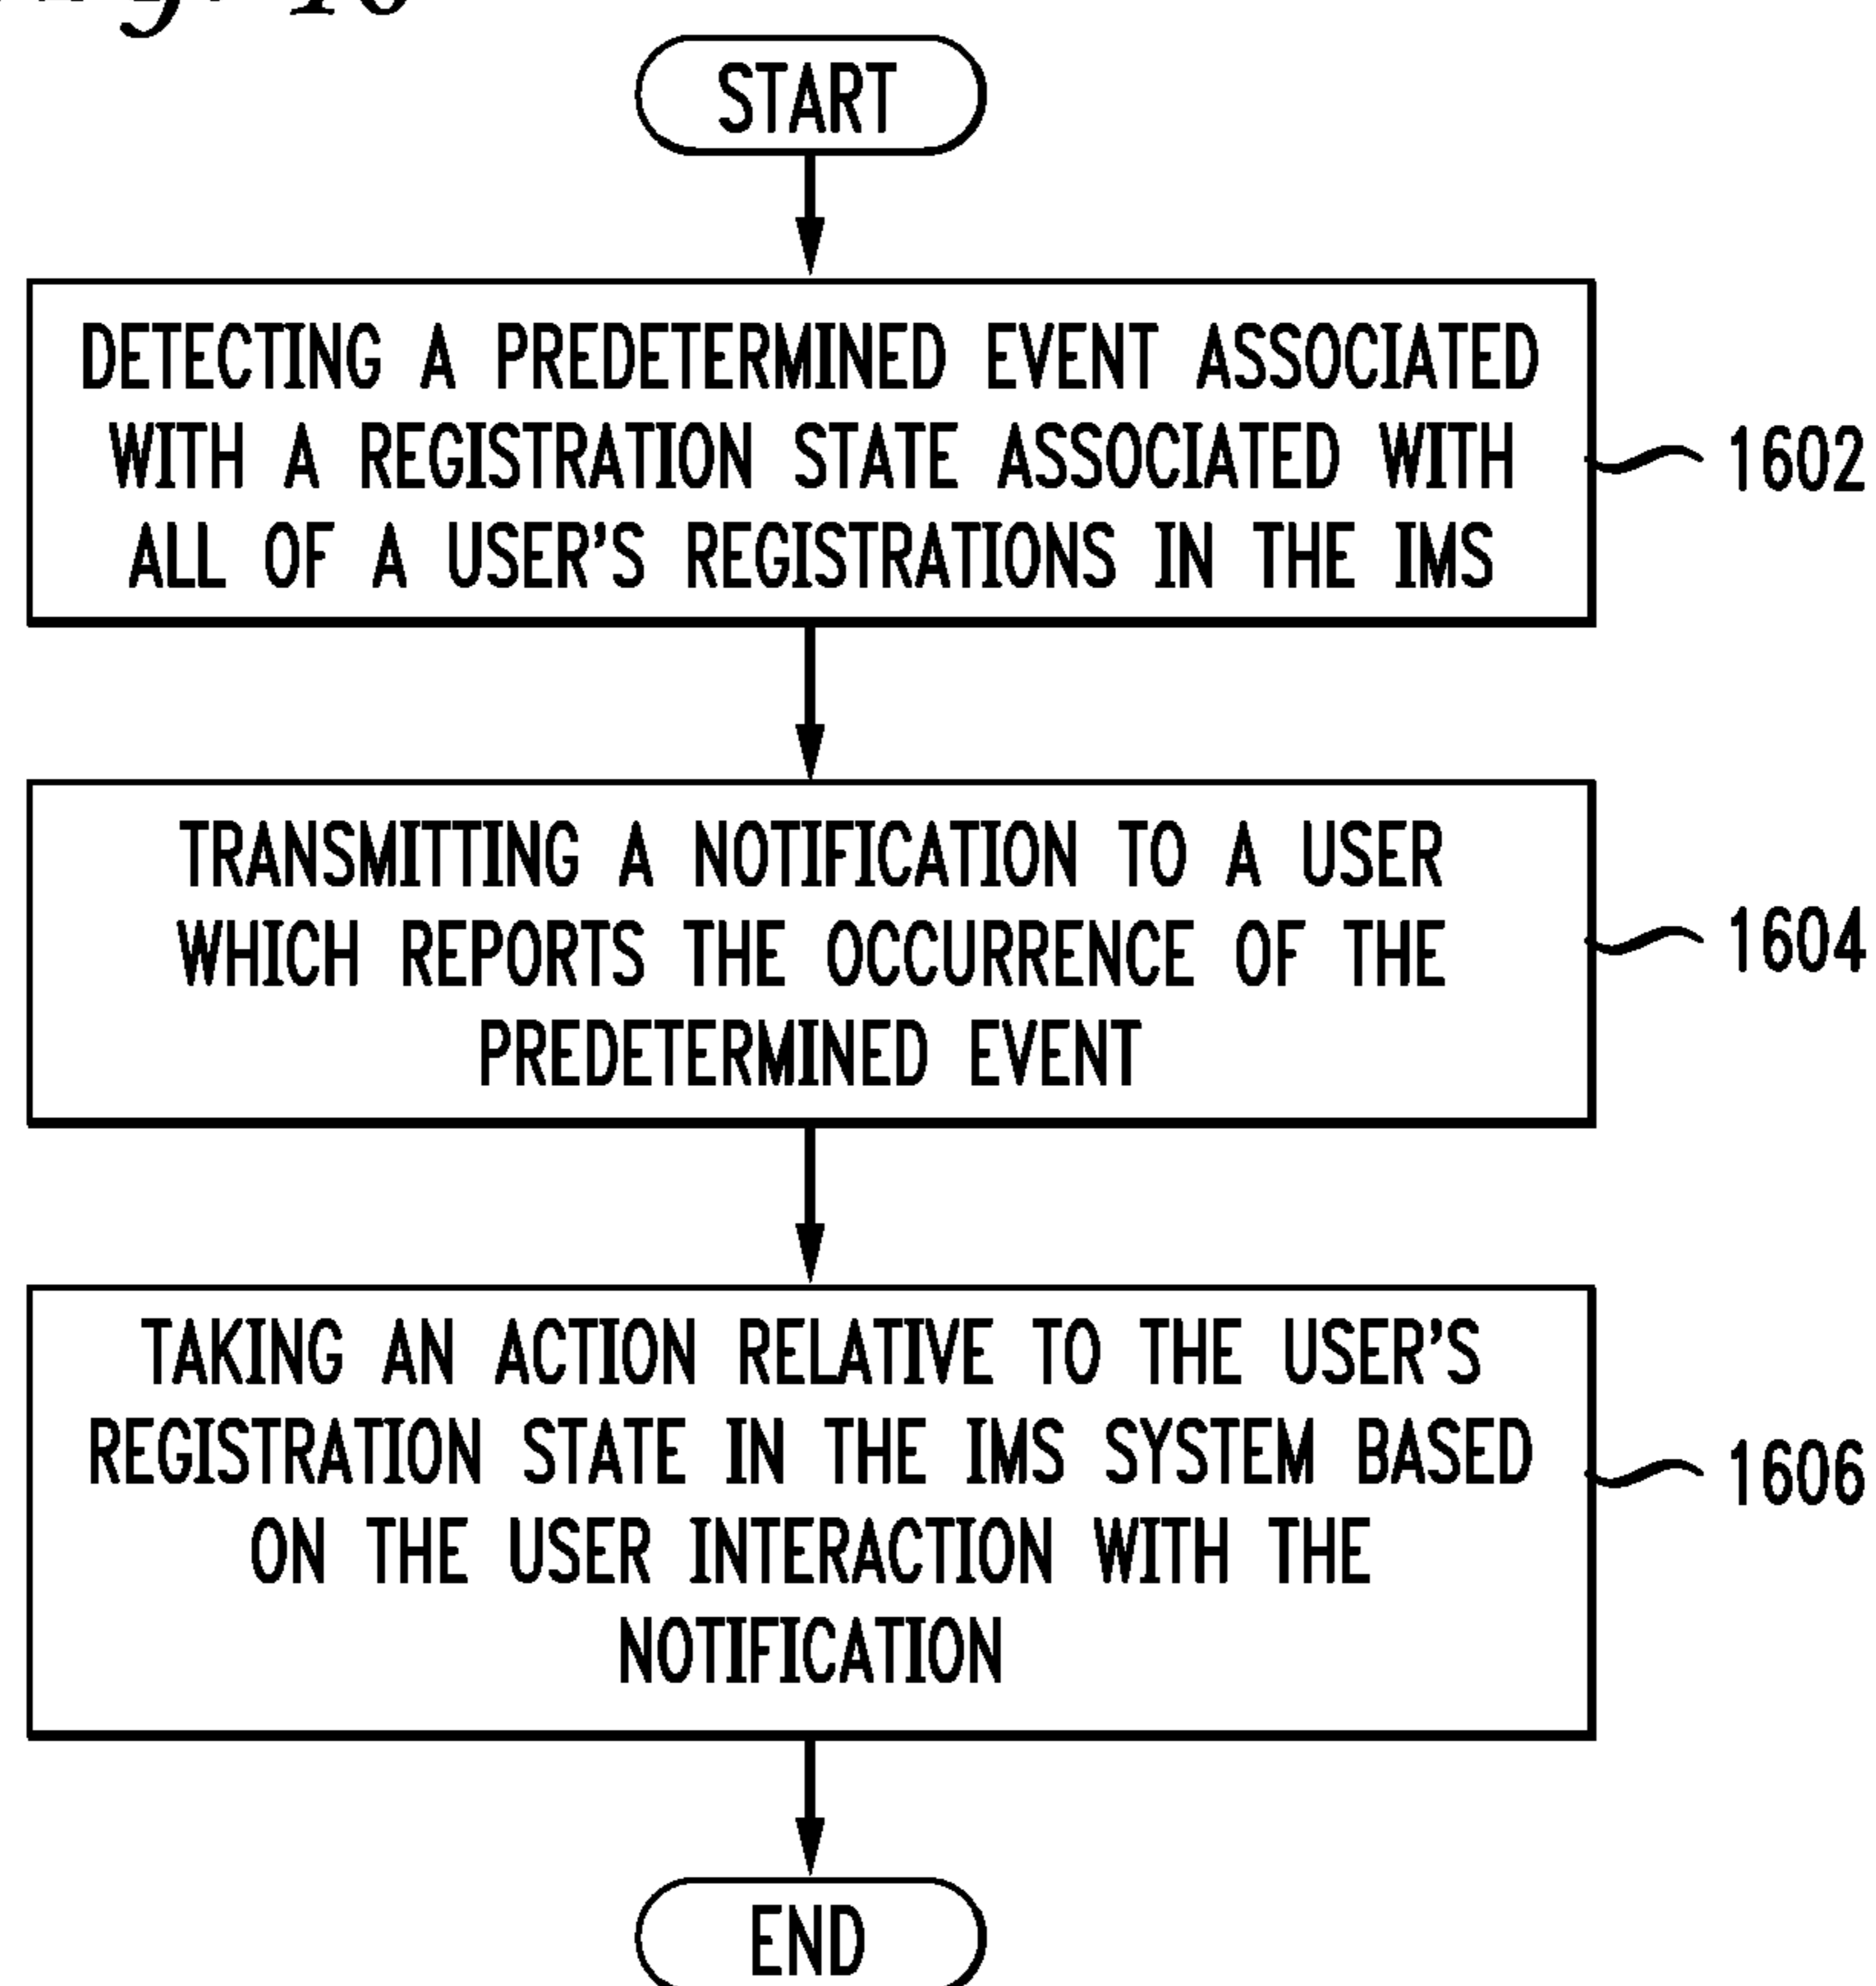 START
DETECTING A PREDETERMINED EVENT ASSOCIATED
WITH A REGISTRATION STATE ASSOCIATED WITH
ALL OF A USER'S REGISTRATIONS IN THE IMS
1602
TRANSMITTING A NOTIFICATION TO A USER
WHICH REPORTS THE OCCURRENCE OF THE
PREDETERMINED EVENT
1604
TAKING AN ACTION RELATIVE TO THE USER'S
REGISTRATION STATE IN THE IMS SYSTEM BASED
ON THE USER INTERACTION WITH THE
NOTIFICATION
1606
END